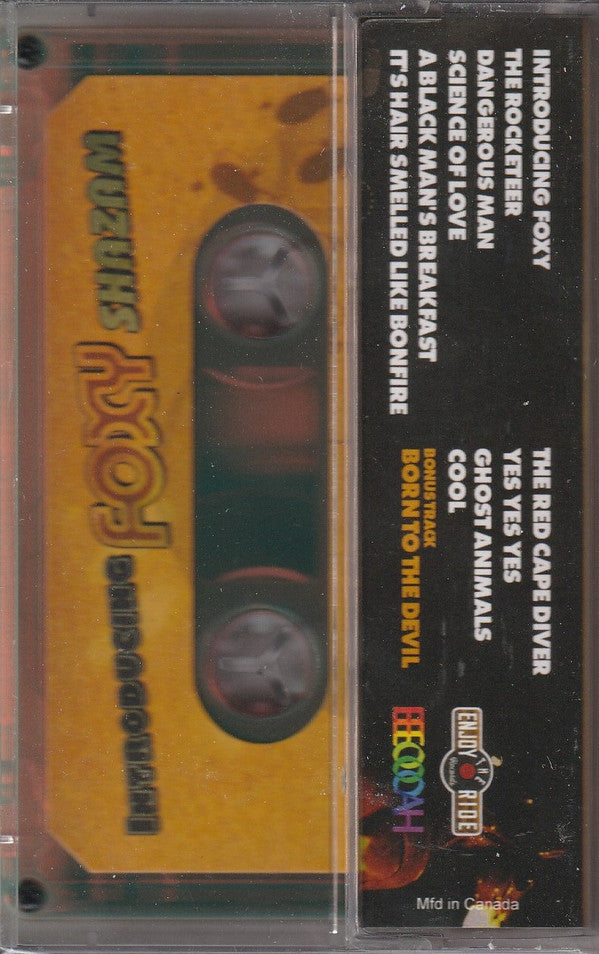 INTRODUCING
FOXY
SHAZAM
INTRODUCING FOXY
THE ROCKETEER
DANGEROUS MAN
SCIENCE OF LOVE
A BLACK MAN'S BREAKFAST
IT'S HAIR SMELLED LIKE BONFIRE
THE RED CAPE DIVER
YES YES YES
GHOST ANIMALS
COOL
BONUS TRACK
BORN TO THE DEVIL
ENJOY THE RIDE
Records
EEEOOOAH
Mfd in Canada